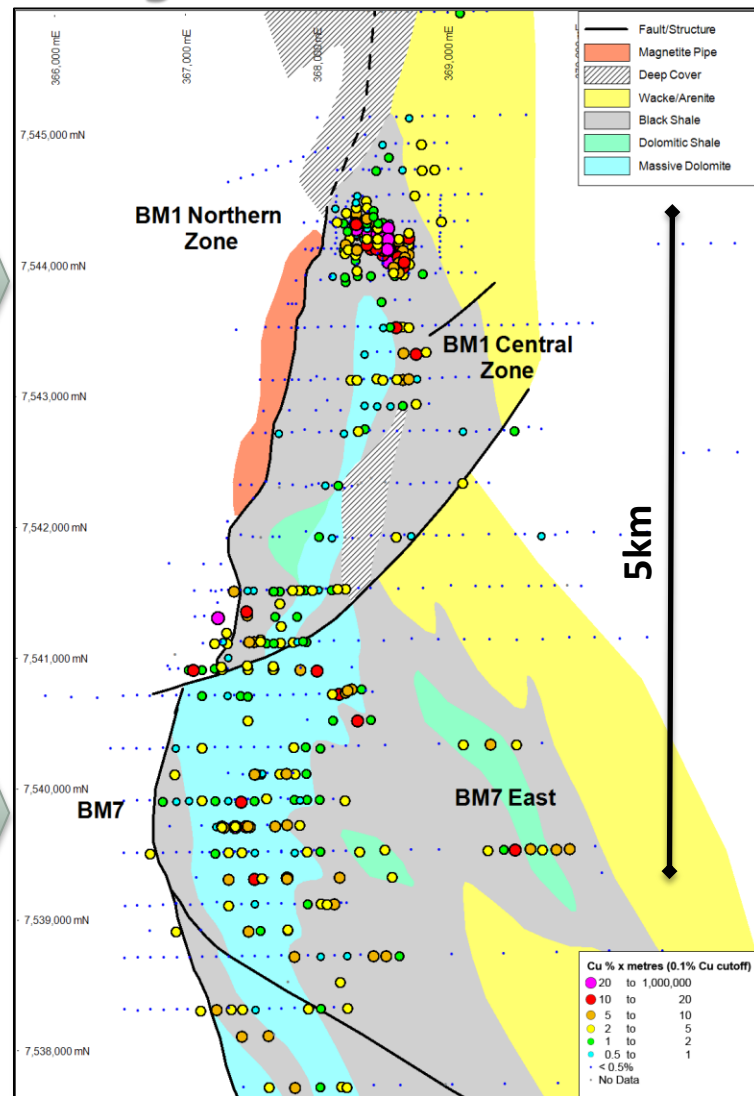 366,000 mE
367,000 mE
368,000 mE
369,000 mE
Fault/Structure
Magnetite Pipe
Deep Cover
Wacke/Arenite
Black Shale
Dolomitic Shale
Massive Dolomite
7,545,000 mN
BM1 Northern
Zone
7,544,000 mN
BM1 Central
Zone
7,543,000 mN
7,542,000 mN
5km
7,541,000 mN
7,540,000 mN
BM7
BM7 East
7,539,000 mN
7,538,000 mN
Cu % x metres (0.1% Cu cutoff)
20 to 1,000,000
10 to 20
5 to 10
2 to 5
1 to 2
0.5 to 1
< 0.5%
No Data